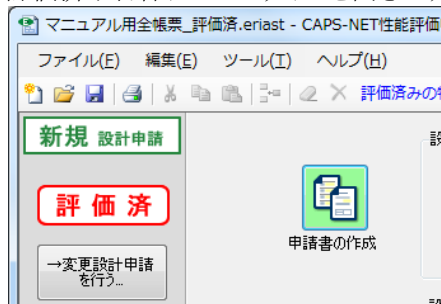 マニュアル用全帳票_評価済.eriast - CAPS-NET性能評価
ファイル(F) 編集(E) ツール(T) ヘルプ(H)
評価済みの
新規 設計申請
評価済
申請書の作成
→変更設計申請
を行う...